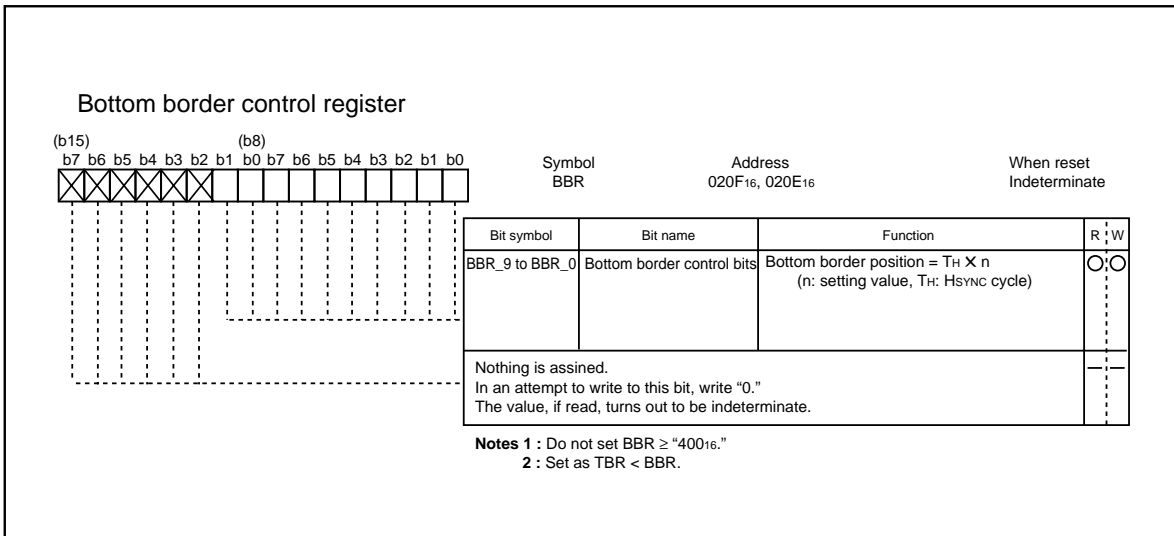 Bottom border control register
(b15) (b8)
b7 b6 b5 b4 b3 b2 b1 b0 b7 b6 b5 b4 b3 b2 b1 b0
Symbol Address When reset
BBR 020F16, 020E16 Indeterminate
Bit symbol Bit name Function R W
BBR_9 to BBR_0 Bottom border control bits Bottom border position = TH × n
(n: setting value, TH: HSYNC cycle)
Nothing is assined.
In an attempt to write to this bit, write “0.”
The value, if read, turns out to be indeterminate.
Notes 1 : Do not set BBR ≥ “40016.”
2 : Set as TBR < BBR.